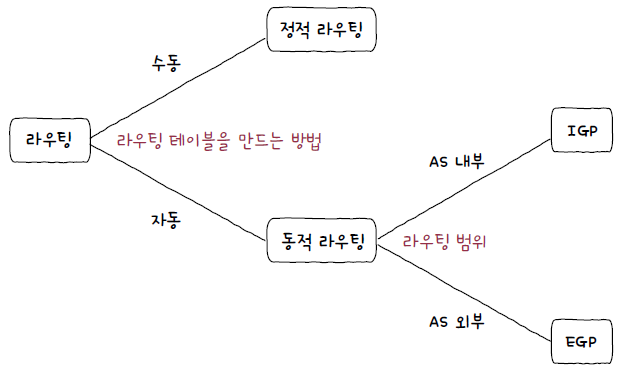 정적 라우팅
수동
라우팅
라우팅 테이블을 만드는 방법
IGP
AS 내부
자동
동적 라우팅
라우팅 범위
AS 외부
EGP